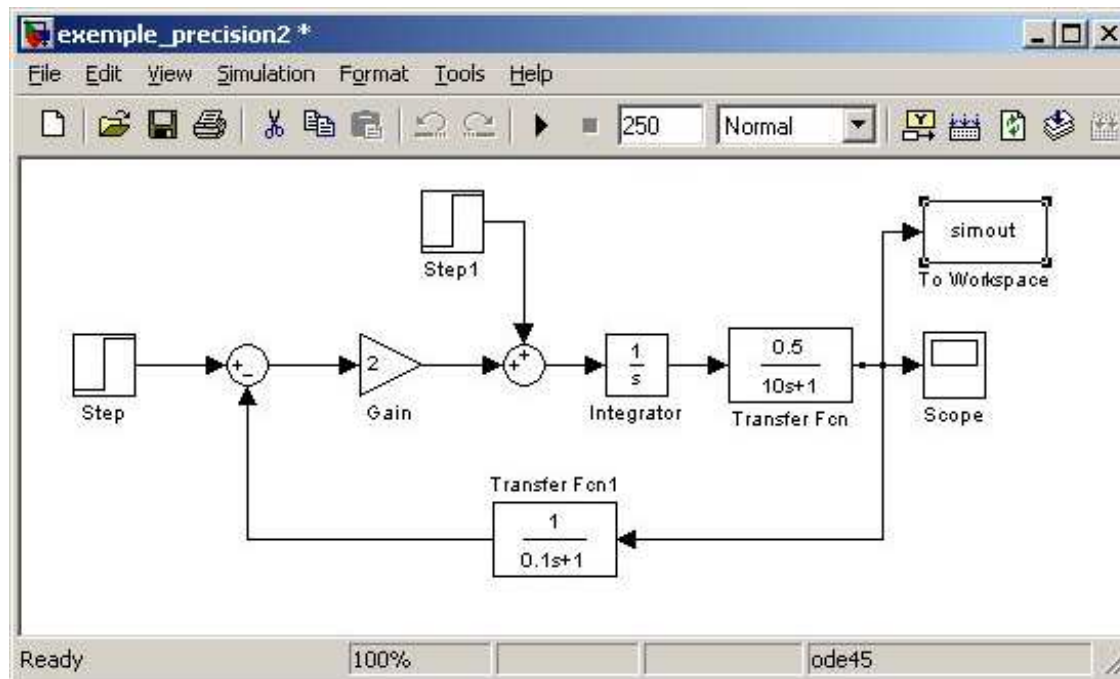 exemple_precision2 *
File Edit View Simulation Format Tools Help
250 Normal
Step1
simout
To Workspace
Step
+
-
2
Gain
+
+
1
s
Integrator
0.5
10s+1
Transfer Fcn
Scope
Transfer Fcn1
1
0.1s+1
Ready 100% ode45